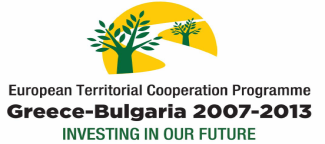 European Territorial Cooperation Programme
Greece-Bulgaria 2007-2013
INVESTING IN OUR FUTURE